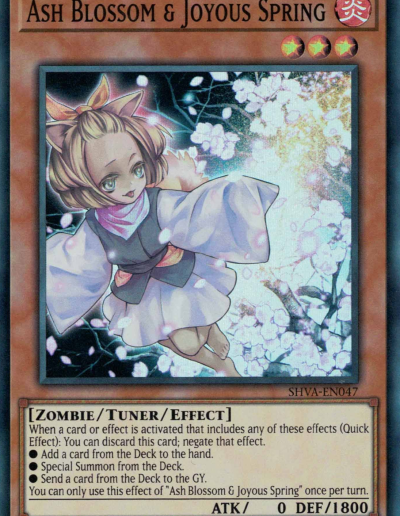 ASH BLOSSOM & JOYOUS SPRING 炎
SHVA-EN047
[ZOMBIE/TUNER/EFFECT]
When a card or effect is activated that includes any of these effects (Quick
Effect): You can discard this card; negate that effect.
● Add a card from the Deck to the hand.
● Special Summon from the Deck.
● Send a card from the Deck to the GY.
You can only use this effect of "Ash Blossom & Joyous Spring" once per turn.
ATK/ 0 DEF/1800